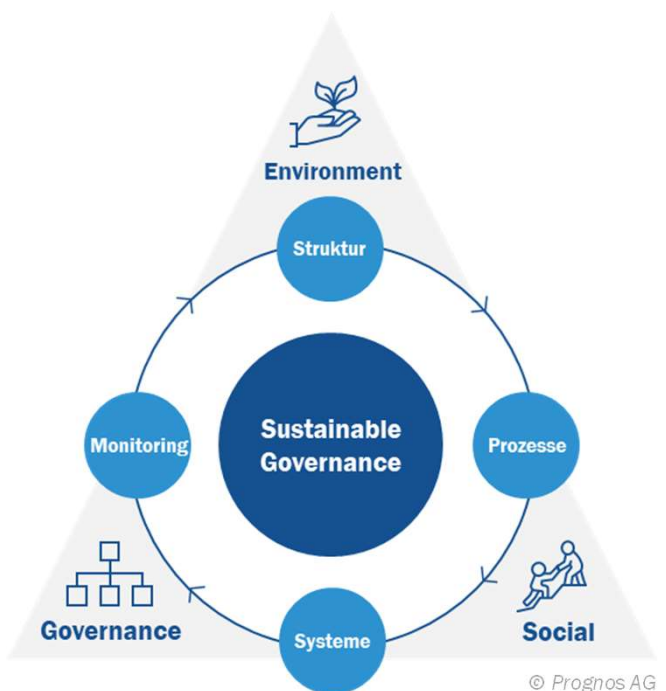 Environment
Struktur
Sustainable
Governance
Monitoring
Prozesse
Governance
Systeme
Social
© Prognos AG